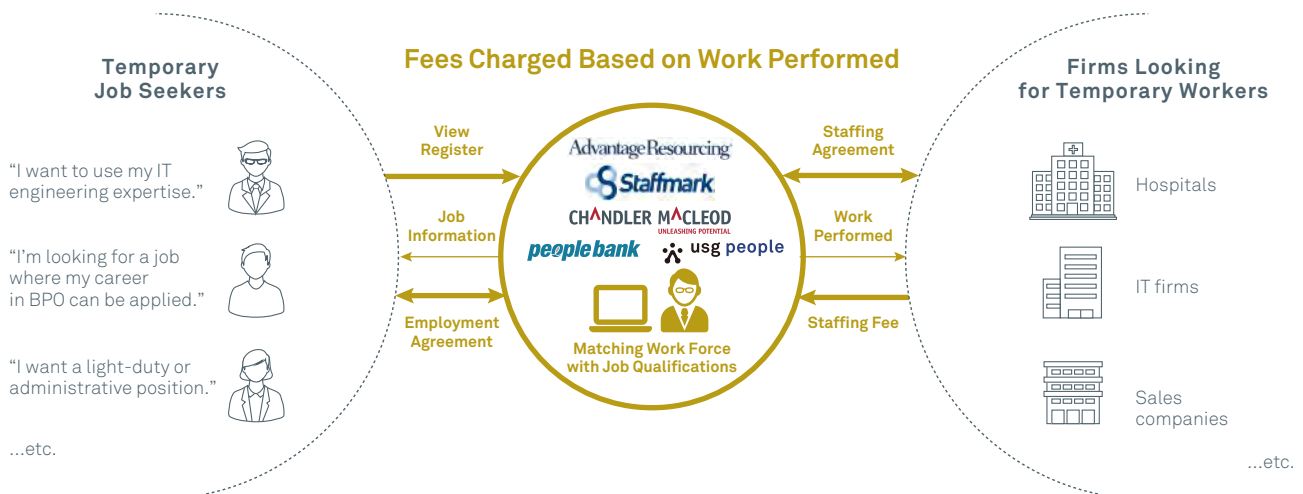 Fees Charged Based on Work Performed
Temporary
Job Seekers
“I want to use my IT
engineering expertise.”
“I’m looking for a job
where my career
in BPO can be applied.”
“I want a light-duty or
administrative position.”
...etc.
View
Register
Job
Information
Employment
Agreement
Advantage Resourcing
Staffmark
CHANDLER MACLEOD
UNLEASHING POTENTIAL
peoplebank
usg people
Matching Work Force
with Job Qualifications
Staffing
Agreement
Work
Performed
Staffing Fee
Firms Looking
for Temporary Workers
Hospitals
IT firms
Sales
companies
...etc.